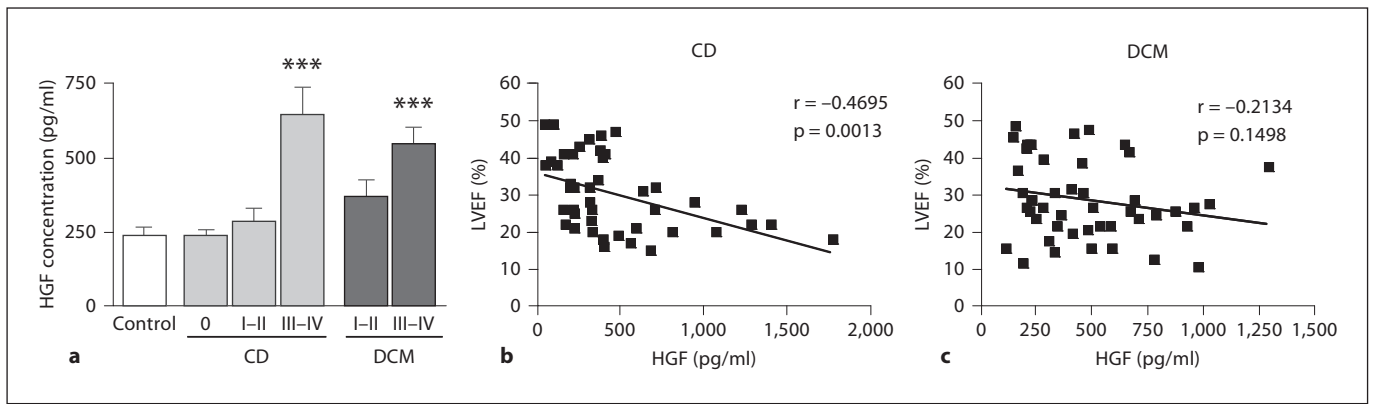 HGF concentration (pg/ml)
750
500
250
0
***
***
Control
0
I–II
III–IV
I–II
III–IV
CD
DCM
a
CD
LVEF (%)
60
50
40
30
20
10
0
r = –0.4695
p = 0.0013
0
500
1,000
1,500
2,000
HGF (pg/ml)
b
DCM
LVEF (%)
60
50
40
30
20
10
0
r = –0.2134
p = 0.1498
0
250
500
750
1,000
1,250
1,500
HGF (pg/ml)
c